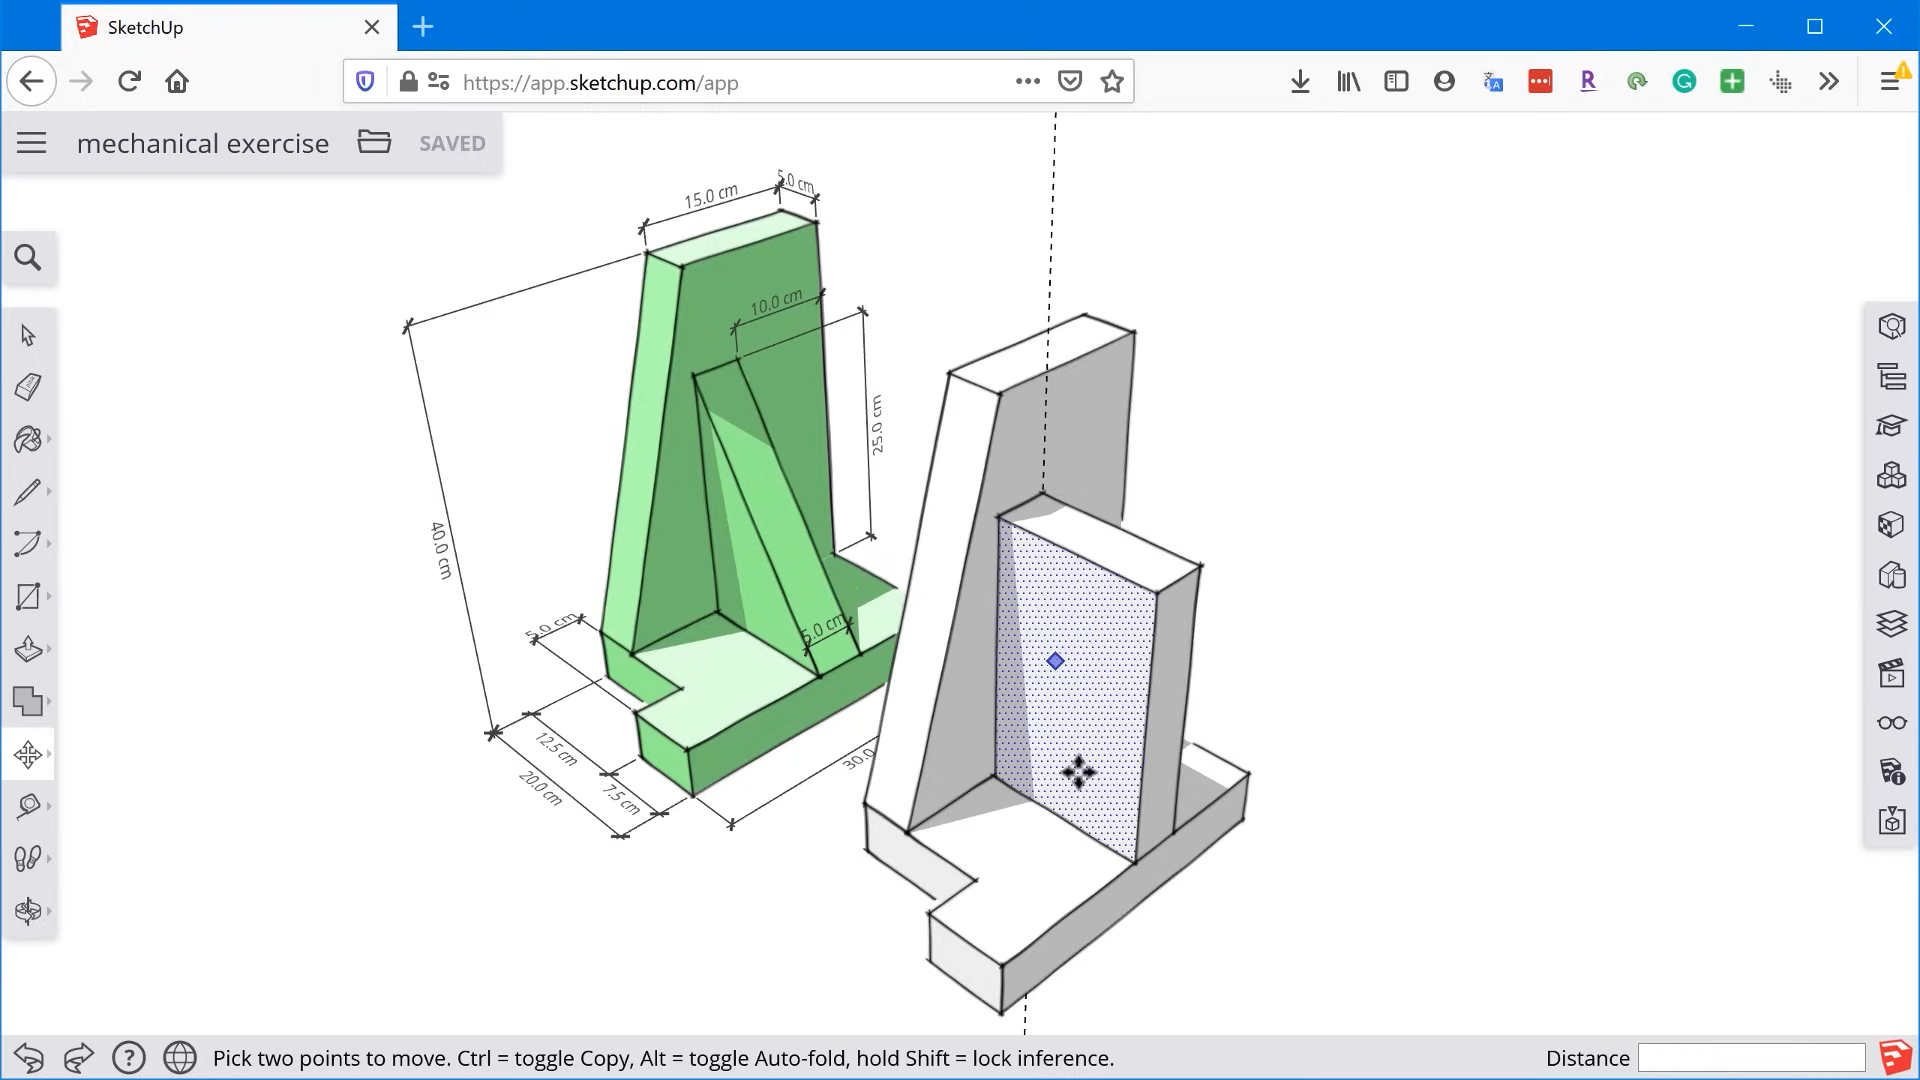 SketchUp
https://app.sketchup.com/app
mechanical exercise
SAVED
15.0 cm
5.0 cm
10.0 cm
25.0 cm
40.0 cm
5.0 cm
5.0 cm
12.5 cm
20.0 cm
7.5 cm
30.0
Pick two points to move. Ctrl = toggle Copy, Alt = toggle Auto-fold, hold Shift = lock inference.
Distance